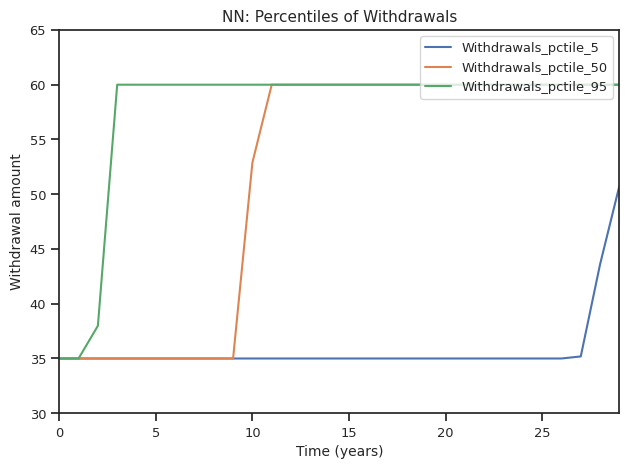 NN: Percentiles of Withdrawals
65
60
55
50
45
40
35
30
Withdrawal amount
Withdrawals_pctile_5
Withdrawals_pctile_50
Withdrawals_pctile_95
0 5 10 15 20 25
Time (years)